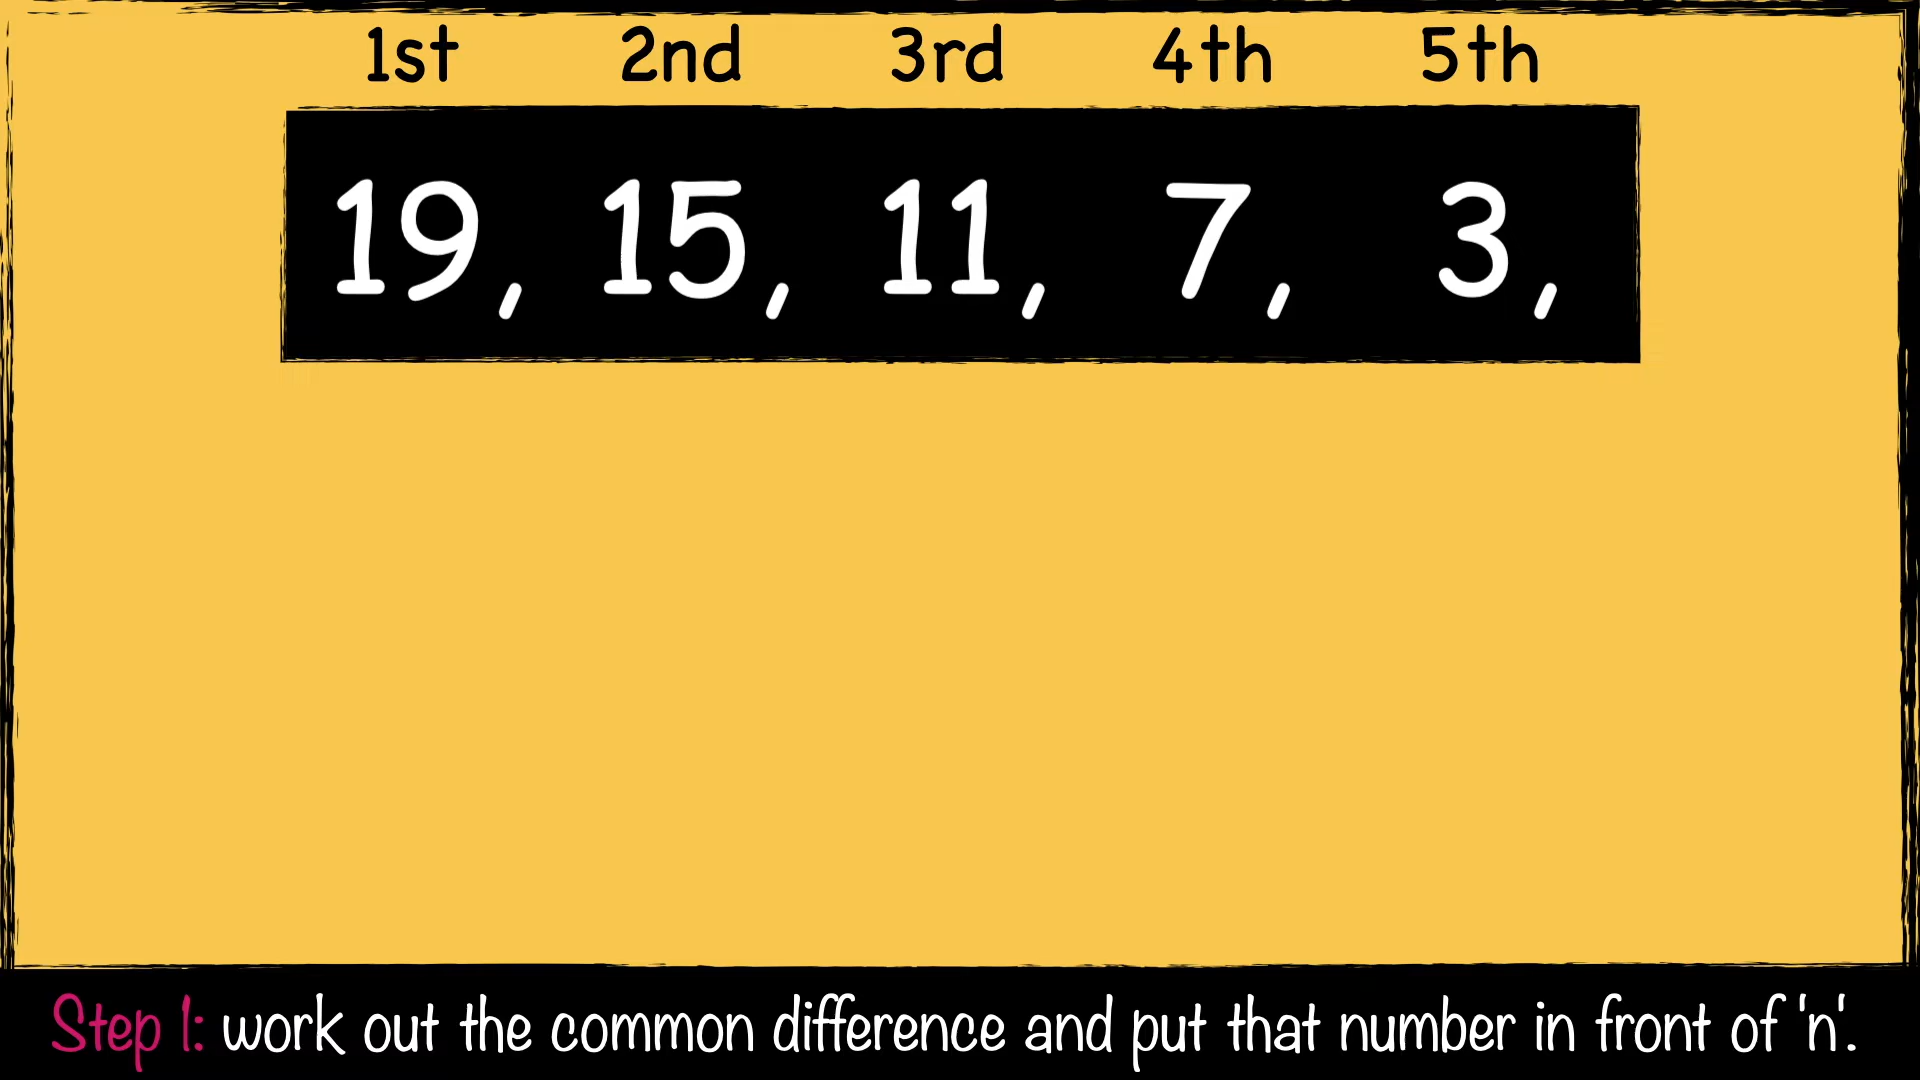 1st 2nd 3rd 4th 5th
19, 15, 11, 7, 3,
Step 1: work out the common difference and put that number in front of 'n'.